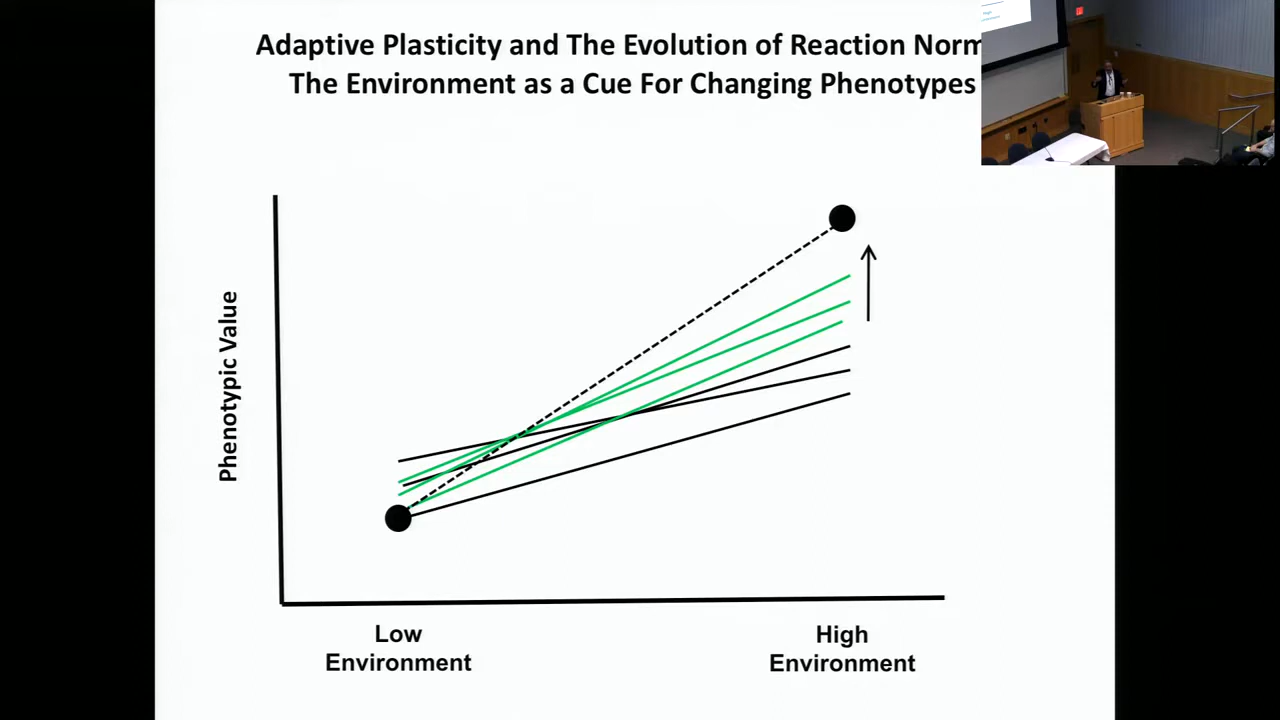 Adaptive Plasticity and The Evolution of Reaction Norm
The Environment as a Cue For Changing Phenotypes
Phenotypic Value
Low
Environment
High
Environment